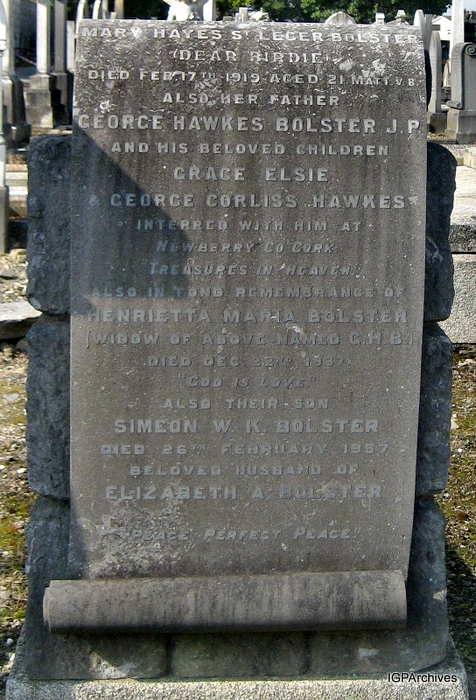 MARY HAYES ST LEGER BOLSTER
(DEAR BIRDIE)
DIED FEB. 17TH 1919 AGED 21 MATT. V 8
ALSO HER FATHER
GEORGE HAWKES BOLSTER J.P.
AND HIS BELOVED CHILDREN
GRACE ELSIE
& GEORGE CORLISS HAWKES
INTERRED WITH HIM AT
NEWBERRY CO CORK
TREASURES IN HEAVEN
ALSO IN FOND REMEMBRANCE OF
HENRIETTA MARIA BOLSTER
(WIDOW OF ABOVE NAMED G.H.B.)
DIED DEC. 1937
"GOD IS LOVE"
ALSO THEIR SON
SIMEON W. K. BOLSTER
DIED 26TH FEBRUARY 1957
BELOVED HUSBAND OF
ELIZABETH A. BOLSTER
"PEACE PERFECT PEACE."
IGPArchives